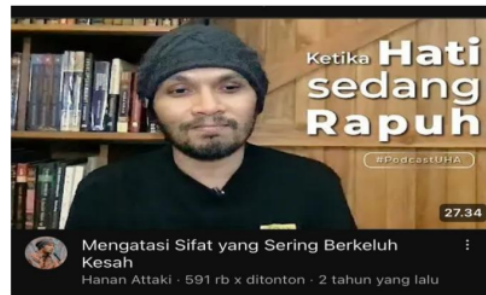 Ketika Hati
sedang
Rapuh
#PodcastUHA
27.34
Mengatasi Sifat yang Sering Berkeluh
Kesah
Hanan Attaki · 591 rb x ditonton · 2 tahun yang lalu